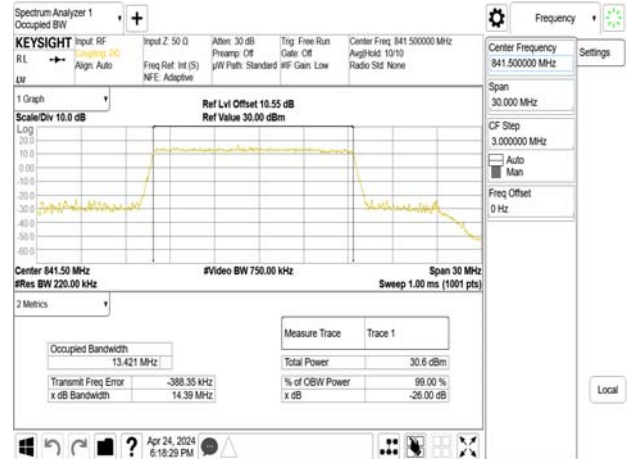 Spectrum Analyzer 1
Occupied BW
Frequency
KEYSIGHT
Input: RF
Coupling: DC
Align: Auto
Input Z: 50 Ω
Freq Ref: Int (S)
NFE: Adaptive
Atten: 30 dB
Preamp: Off
µW Path: Standard
Trig: Free Run
Gate: Off
#IF Gain: Low
Center Freq: 841.500000 MHz
Avg|Hold: 10/10
Radio Std: None
RL
LXI
Center Frequency
841.500000 MHz
Settings
Span
30.000 MHz
CF Step
3.000000 MHz
Auto
Man
Freq Offset
0 Hz
Local
1 Graph
Scale/Div 10.0 dB
Ref Lvl Offset 10.55 dB
Ref Value 30.00 dBm
Log
20.0
10.0
0.00
-10.0
-20.0
-30.0
-40.0
-50.0
-60.0
Center 841.50 MHz
#Res BW 220.00 kHz
#Video BW 750.00 kHz
Span 30 MHz
Sweep 1.00 ms (1001 pts)
2 Metrics
Occupied Bandwidth
13.421 MHz
Transmit Freq Error -388.35 kHz
x dB Bandwidth 14.39 MHz
Measure Trace Trace 1
Total Power 30.6 dBm
% of OBW Power 99.00 %
x dB -26.00 dB
Apr 24, 2024
6:18:29 PM